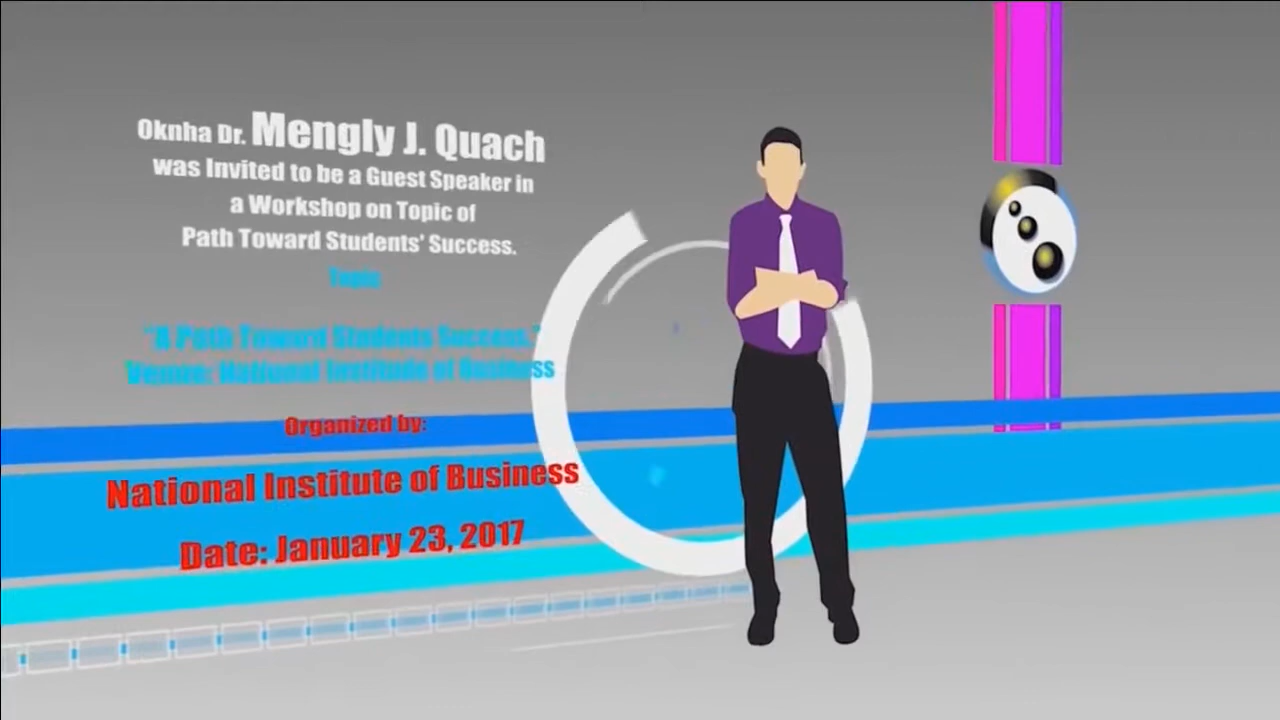 Oknha Dr. Mengly J. Quach
was Invited to be a Guest Speaker in
a Workshop on Topic of
Path Toward Students' Success.
Topic
"A Path Toward Students Success."
Venue: National Institute of Business
Organized by:
National Institute of Business
Date: January 23, 2017